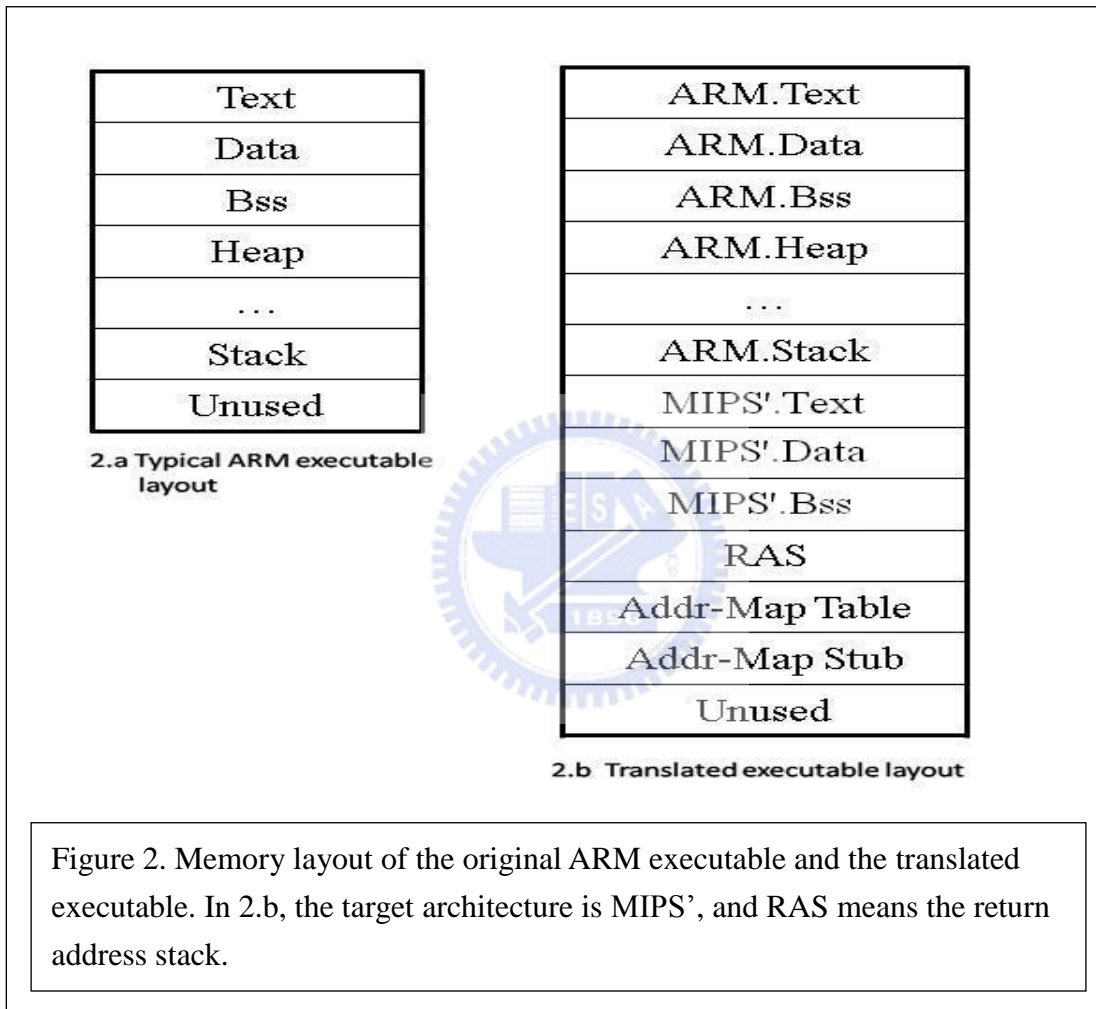 Text
Data
Bss
Heap
...
Stack
Unused
2.a Typical ARM executable
layout
ARM.Text
ARM.Data
ARM.Bss
ARM.Heap
...
ARM.Stack
MIPS'.Text
MIPS'.Data
MIPS'.Bss
RAS
Addr-Map Table
Addr-Map Stub
Unused
2.b Translated executable layout
E S A
1896
Figure 2. Memory layout of the original ARM executable and the translated
executable. In 2.b, the target architecture is MIPS’, and RAS means the return
address stack.